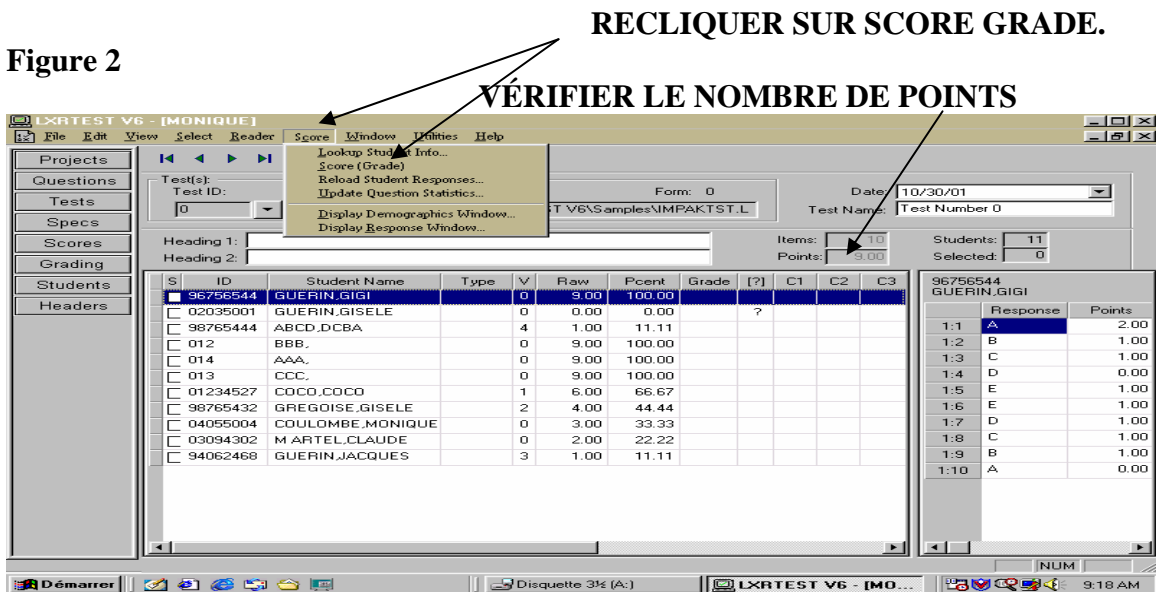 RECLIQUER SUR SCORE GRADE.
Figure 2
VÉRIFIER LE NOMBRE DE POINTS
LXRTEST V6 - [MONIQUE]
File Edit View Select Reader Score Window Utilities Help
Projects
Questions
Tests
Specs
Scores
Grading
Students
Headers
Lookup Student Info...
Score (Grade)
Reload Student Responses...
Update Question Statistics...
Display Demographics Window...
Display Response Window...
Test(s):
Test ID: Form: 0 Date: 10/30/01
0 ST V6\Samples\IMPAKTST.L Test Name: Test Number 0
Heading 1: Items: 10 Students: 11
Heading 2: Points: 9.00 Selected: 0
S ID Student Name Type V Raw Pcent Grade [?] C1 C2 C3
96756544 GUERIN,GIGI 0 9.00 100.00
02035001 GUERIN,GISELE 0 0.00 0.00 ?
98765444 ABCD,DCBA 4 1.00 11.11
012 BBB, 0 9.00 100.00
014 AAA, 0 9.00 100.00
013 CCC, 0 9.00 100.00
01234527 COCO,COCO 1 6.00 66.67
98765432 GREGOISE,GISELE 2 4.00 44.44
04055004 COULOMBE,MONIQUE 0 3.00 33.33
03094302 MARTEL,CLAUDE 0 2.00 22.22
94062468 GUERIN,JACQUES 3 1.00 11.11
96756544
GUERIN,GIGI
Response Points
1:1 A 2.00
1:2 B 1.00
1:3 C 1.00
1:4 D 0.00
1:5 E 1.00
1:6 E 1.00
1:7 D 1.00
1:8 C 1.00
1:9 B 1.00
1:10 A 0.00
NUM
Démarrer Disquette 3½ (A:) LXRTEST V6 - [MO... 9:18 AM